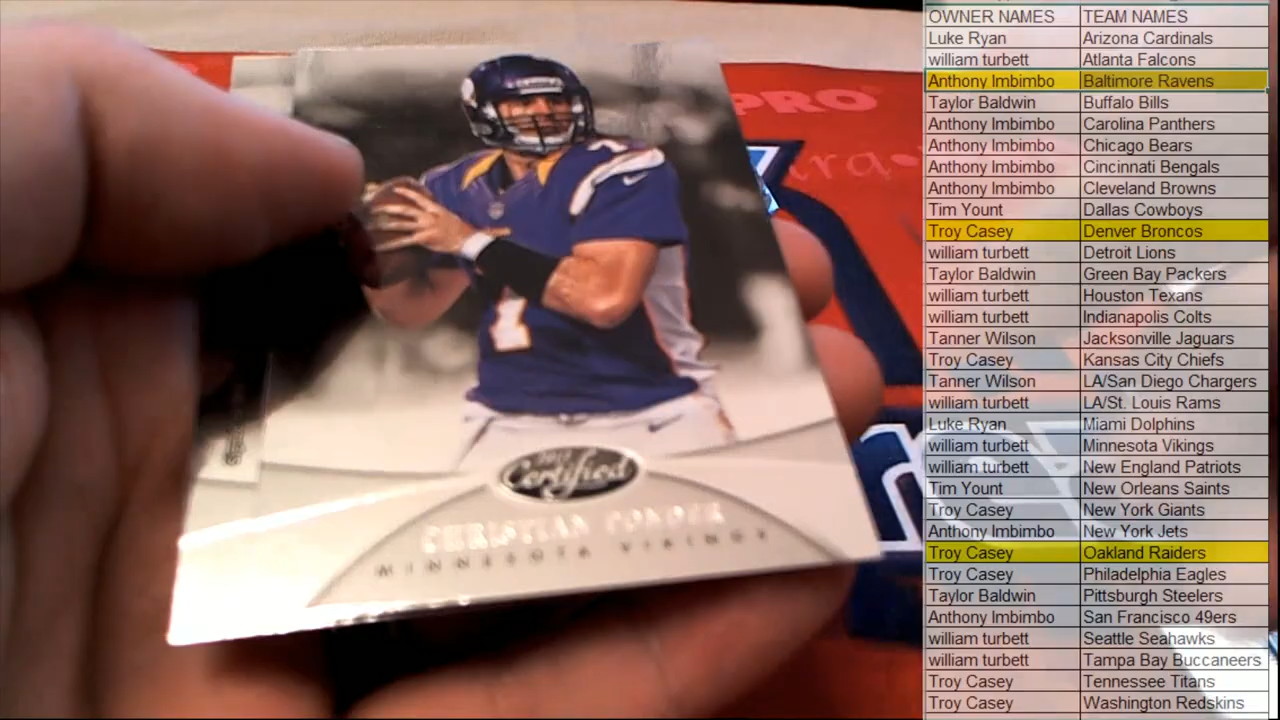 PRO
7
2012
Certified
CHRISTIAN PONDER
MINNESOTA VIKINGS
OWNER NAMES TEAM NAMES
Luke Ryan Arizona Cardinals
william turbett Atlanta Falcons
Anthony Imbimbo Baltimore Ravens
Taylor Baldwin Buffalo Bills
Anthony Imbimbo Carolina Panthers
Anthony Imbimbo Chicago Bears
Anthony Imbimbo Cincinnati Bengals
Anthony Imbimbo Cleveland Browns
Tim Yount Dallas Cowboys
Troy Casey Denver Broncos
william turbett Detroit Lions
Taylor Baldwin Green Bay Packers
william turbett Houston Texans
william turbett Indianapolis Colts
Tanner Wilson Jacksonville Jaguars
Troy Casey Kansas City Chiefs
Tanner Wilson LA/San Diego Chargers
william turbett LA/St. Louis Rams
Luke Ryan Miami Dolphins
william turbett Minnesota Vikings
william turbett New England Patriots
Tim Yount New Orleans Saints
Troy Casey New York Giants
Anthony Imbimbo New York Jets
Troy Casey Oakland Raiders
Troy Casey Philadelphia Eagles
Taylor Baldwin Pittsburgh Steelers
Anthony Imbimbo San Francisco 49ers
william turbett Seattle Seahawks
william turbett Tampa Bay Buccaneers
Troy Casey Tennessee Titans
Troy Casey Washington Redskins